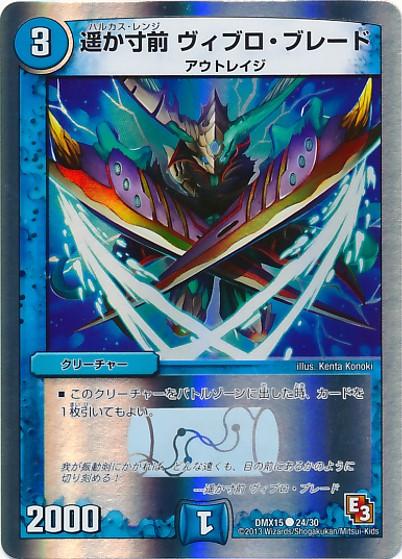 ハルカス・レンジ
3 遥か寸前 ヴィブロ・ブレード
アウトレイジ
クリーチャー
illus. Kenta Konoki
■ このクリーチャーをバトルゾーンに出した時、カードを
1枚引いてもよい。
我が振動剣にかかれば、どんな遠くも、目の前にあるかのように
切り刻める!
—遥か寸前 ヴィブロ・ブレード
E3
2000
1
DMX15 ● 24/30
©2013 Wizards/Shogakukan/Mitsui-Kids